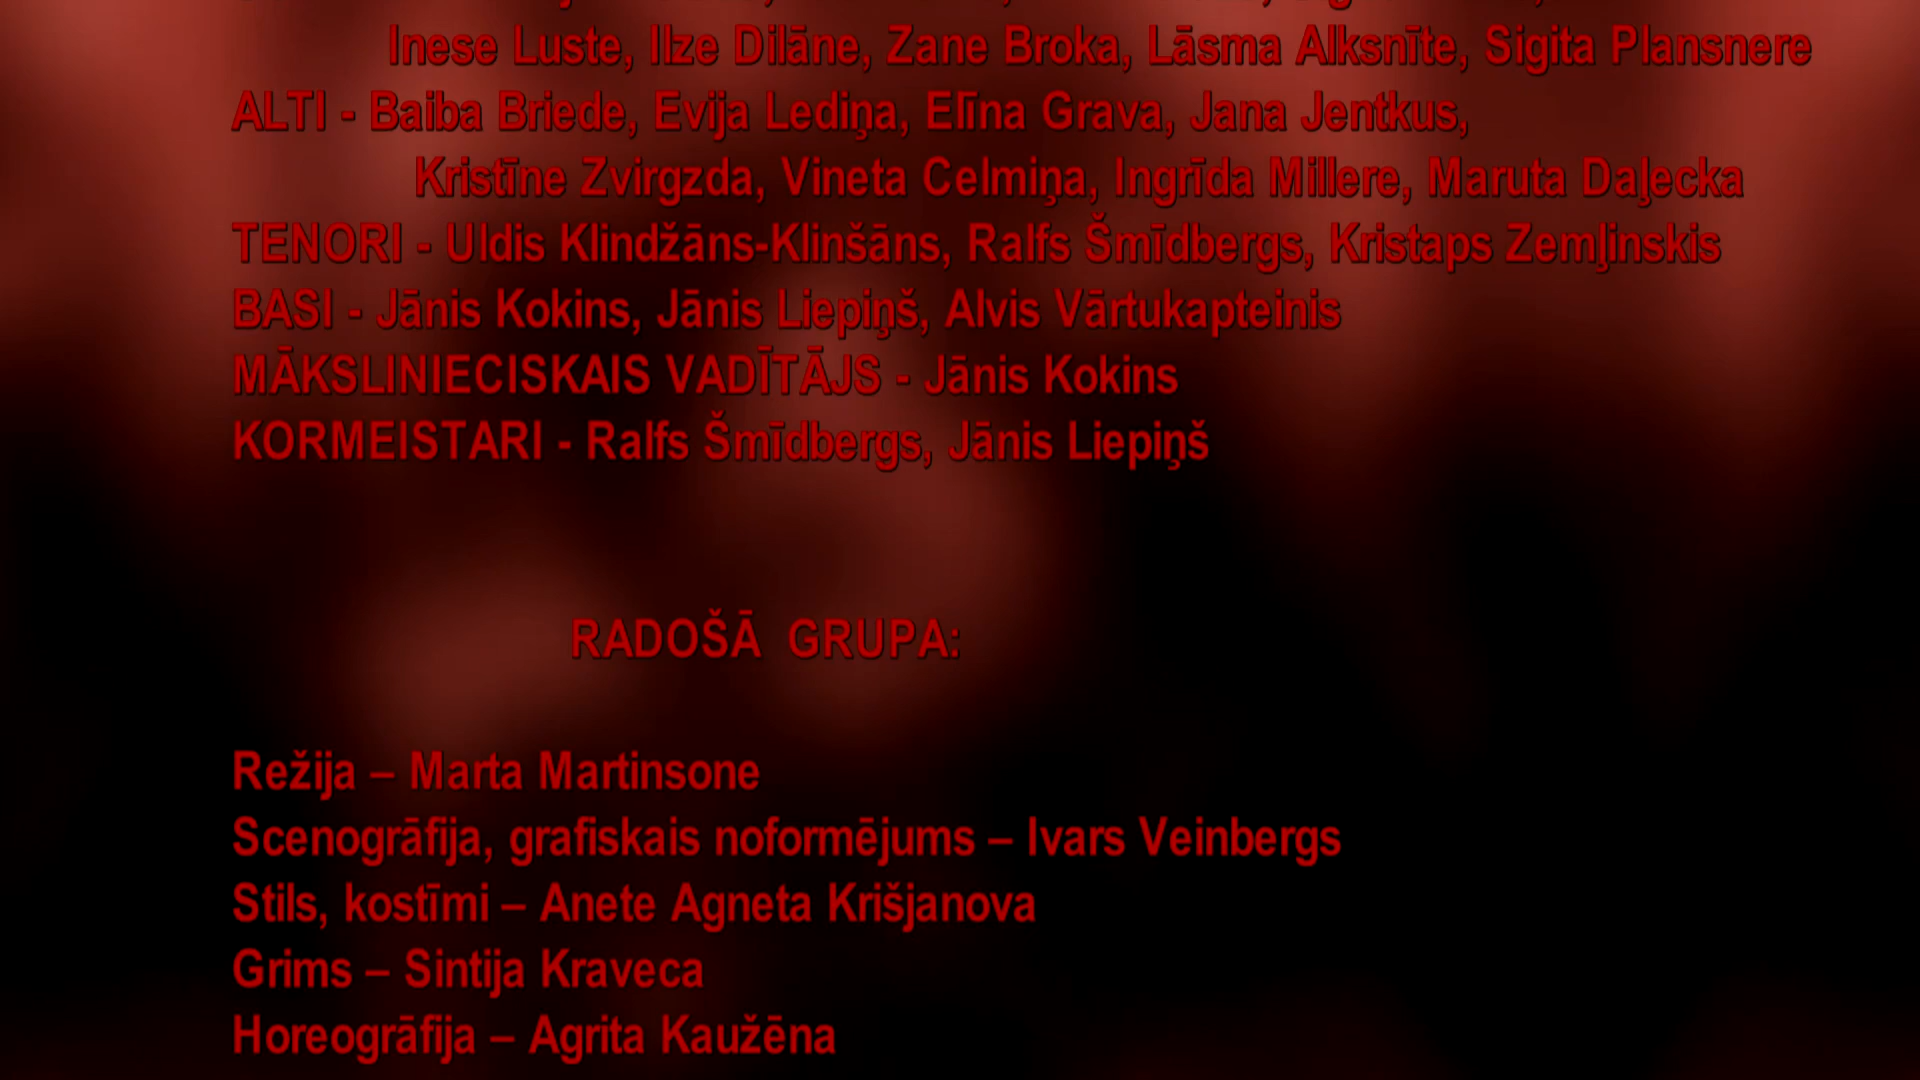 Inese Luste, Ilze Dilāne, Zane Broka, Lāsma Alksnīte, Sigita Plansnere
ALTI - Baiba Briede, Evija Lediņa, Elīna Grava, Jana Jentkus,
Kristīne Zvirgzda, Vineta Celmiņa, Ingrīda Millere, Maruta Daļecka
TENORI - Uldis Klindžāns-Klinšāns, Ralfs Šmīdbergs, Kristaps Zemļinskis
BASI - Jānis Kokins, Jānis Liepiņš, Alvis Vārtukapteinis
MĀKSLINIECISKAIS VADĪTĀJS - Jānis Kokins
KORMEISTARI - Ralfs Šmīdbergs, Jānis Liepiņš
RADOŠĀ GRUPA:
Režija – Marta Martinsone
Scenogrāfija, grafiskais noformējums – Ivars Veinbergs
Stils, kostīmi – Anete Agneta Krišjanova
Grims – Sintija Kraveca
Horeogrāfija – Agrita Kaužēna